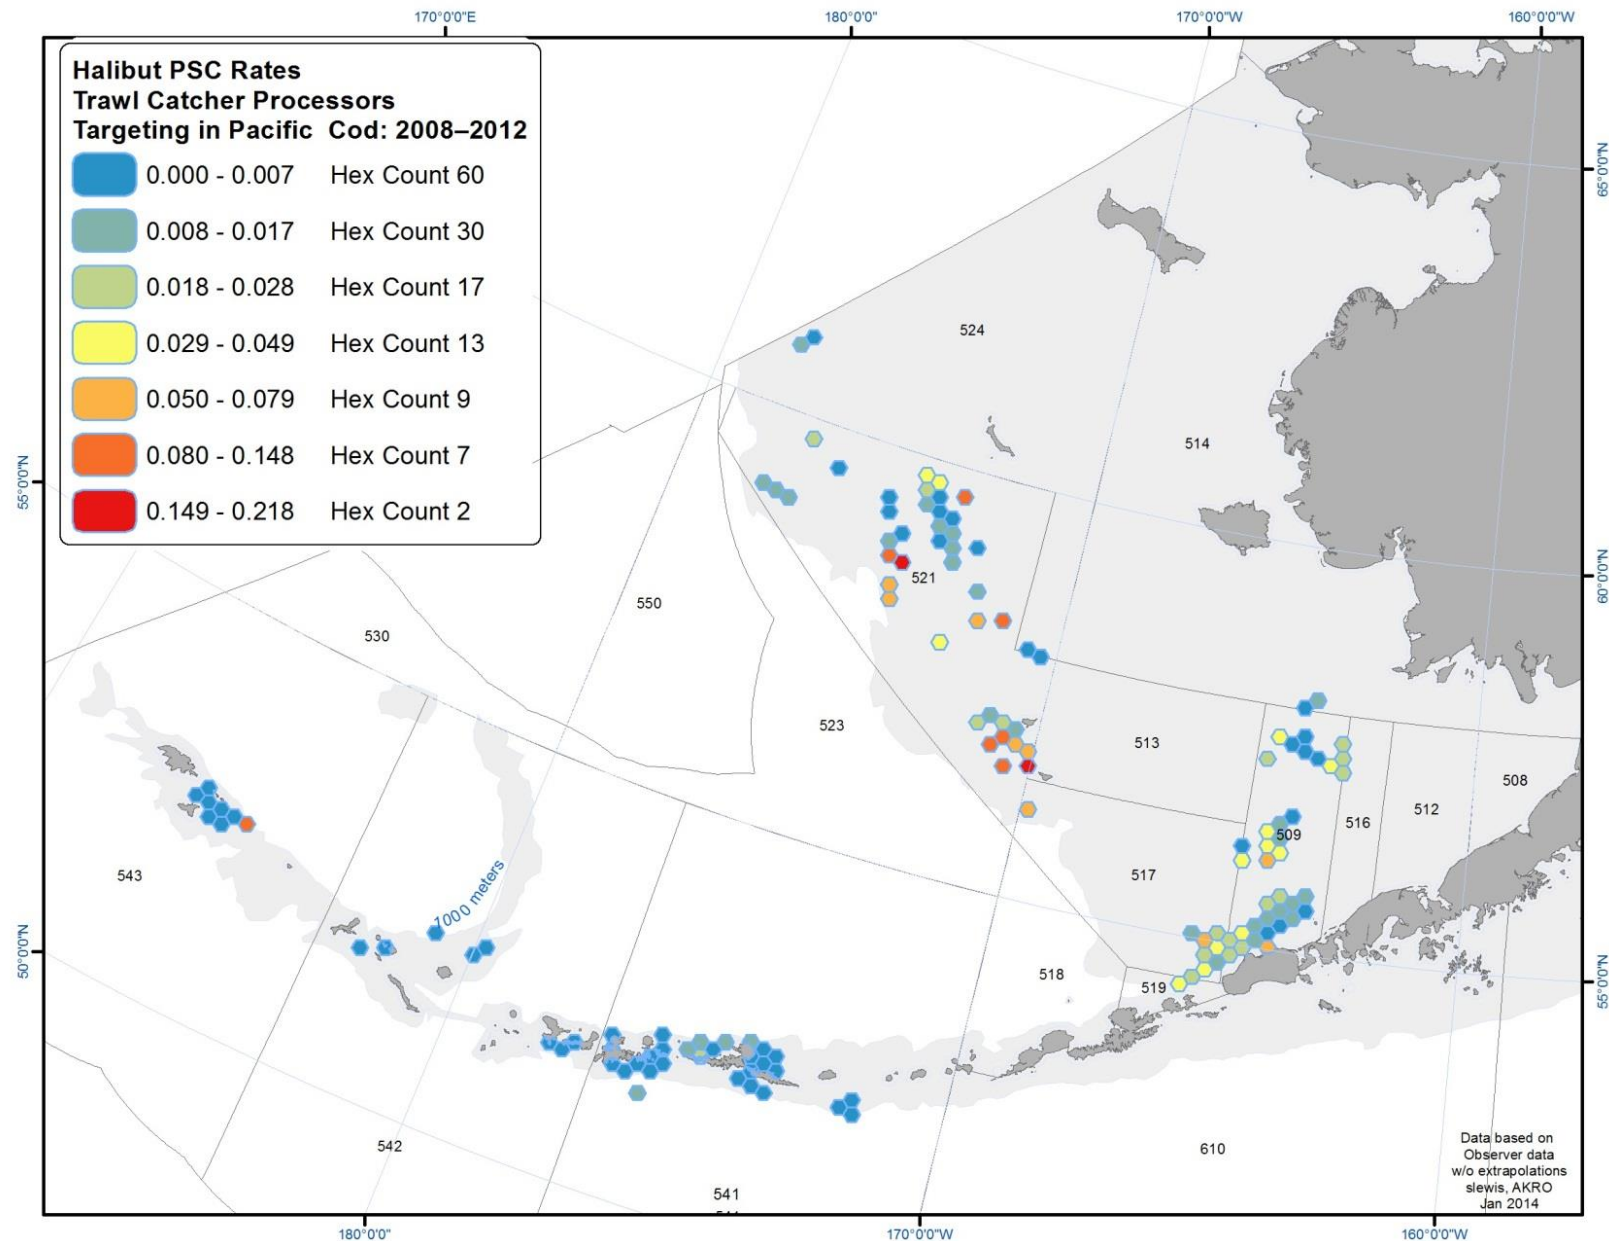 170°0'0"E 180°0'0" 170°0'0"W 160°0'0"W
Halibut PSC Rates
Trawl Catcher Processors
Targeting in Pacific Cod: 2008–2012
0.000 - 0.007 Hex Count 60
0.008 - 0.017 Hex Count 30
0.018 - 0.028 Hex Count 17
0.029 - 0.049 Hex Count 13
0.050 - 0.079 Hex Count 9
0.080 - 0.148 Hex Count 7
0.149 - 0.218 Hex Count 2
65°0'0"N
524
514
55°0'0"N
60°0'0"N
521
550
530
523
513
508
512
516
509
543
517
1000 meters
50°0'0"N
518
519
55°0'0"N
542
610
541
Data based on
Observer data
w/o extrapolations
slewis, AKRO
Jan 2014
180°0'0" 170°0'0"W 160°0'0"W